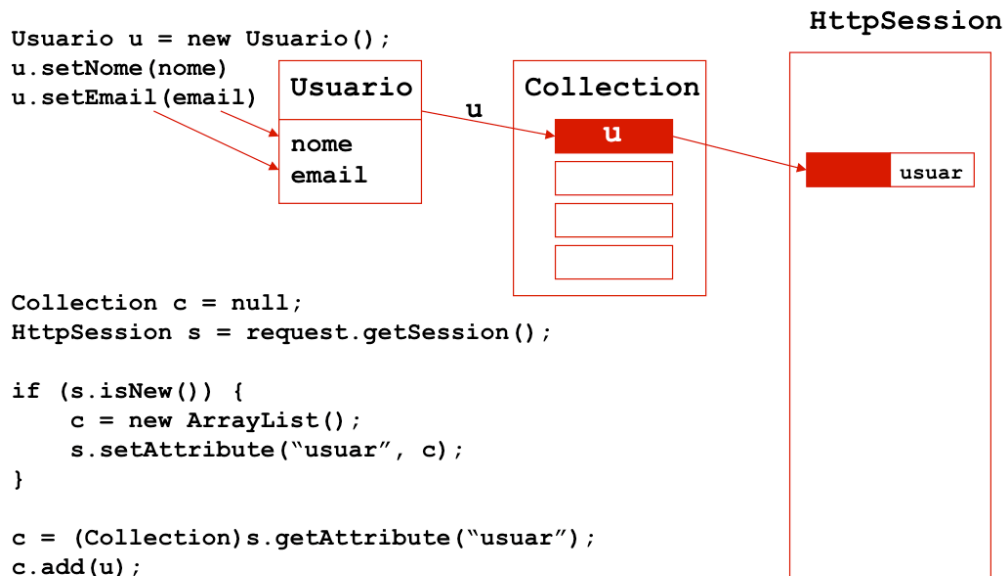 HttpSession
Usuario u = new Usuario();
u.setNome(nome)
u.setEmail(email)
Usuario
nome
email
u
Collection
u
usuar
Collection c = null;
HttpSession s = request.getSession();
if (s.isNew()) {
c = new ArrayList();
s.setAttribute(“usuar”, c);
}
c = (Collection)s.getAttribute(“usuar”);
c.add(u);